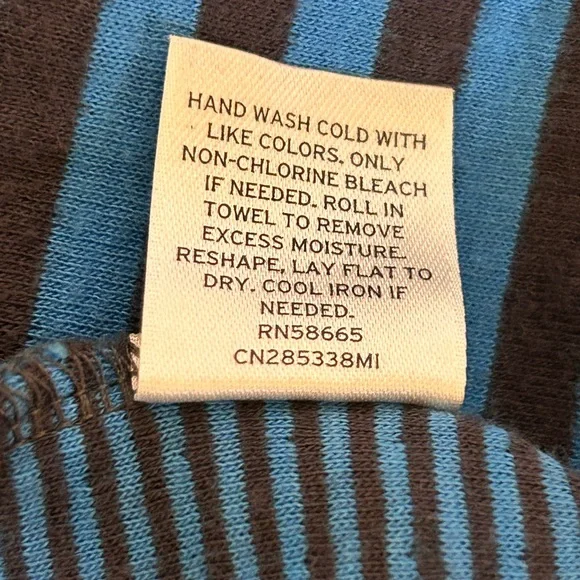 HAND WASH COLD WITH
LIKE COLORS. ONLY
NON-CHLORINE BLEACH
IF NEEDED. ROLL IN
TOWEL TO REMOVE
EXCESS MOISTURE.
RESHAPE, LAY FLAT TO
DRY. COOL IRON IF
NEEDED.
RN58665
CN285338MI